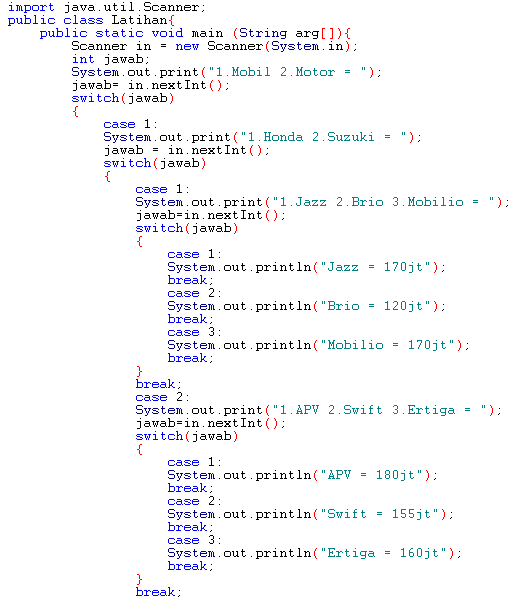 import java.util.Scanner;
public class Latihan{
    public static void main (String arg[]){
        Scanner in = new Scanner(System.in);
        int jawab;
        System.out.print("1.Mobil 2.Motor = ");
        jawab= in.nextInt();
        switch(jawab)
        {
            case 1:
            System.out.print("1.Honda 2.Suzuki = ");
            jawab = in.nextInt();
            switch(jawab)
            {
                case 1:
                System.out.print("1.Jazz 2.Brio 3.Mobilio = ");
                jawab=in.nextInt();
                switch(jawab)
                {
                    case 1:
                    System.out.println("Jazz = 170jt");
                    break;
                    case 2:
                    System.out.println("Brio = 120jt");
                    break;
                    case 3:
                    System.out.println("Mobilio = 170jt");
                    break;
                }
                break;
                case 2:
                System.out.print("1.APV 2.Swift 3.Ertiga = ");
                jawab=in.nextInt();
                switch(jawab)
                {
                    case 1:
                    System.out.println("APV = 180jt");
                    break;
                    case 2:
                    System.out.println("Swift = 155jt");
                    break;
                    case 3:
                    System.out.println("Ertiga = 160jt");
                    break;
                }
                break;